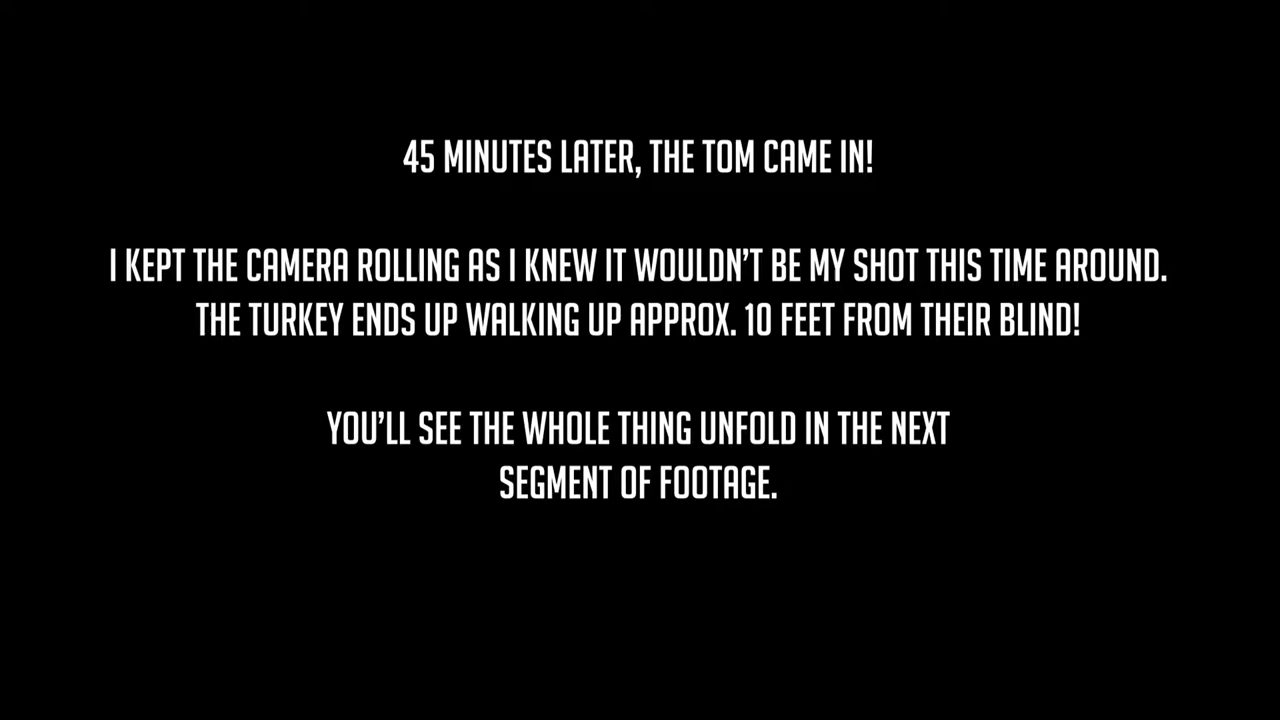 45 MINUTES LATER, THE TOM CAME IN!
I KEPT THE CAMERA ROLLING AS I KNEW IT WOULDN'T BE MY SHOT THIS TIME AROUND.
THE TURKEY ENDS UP WALKING UP APPROX. 10 FEET FROM THEIR BLIND!
YOU'LL SEE THE WHOLE THING UNFOLD IN THE NEXT
SEGMENT OF FOOTAGE.